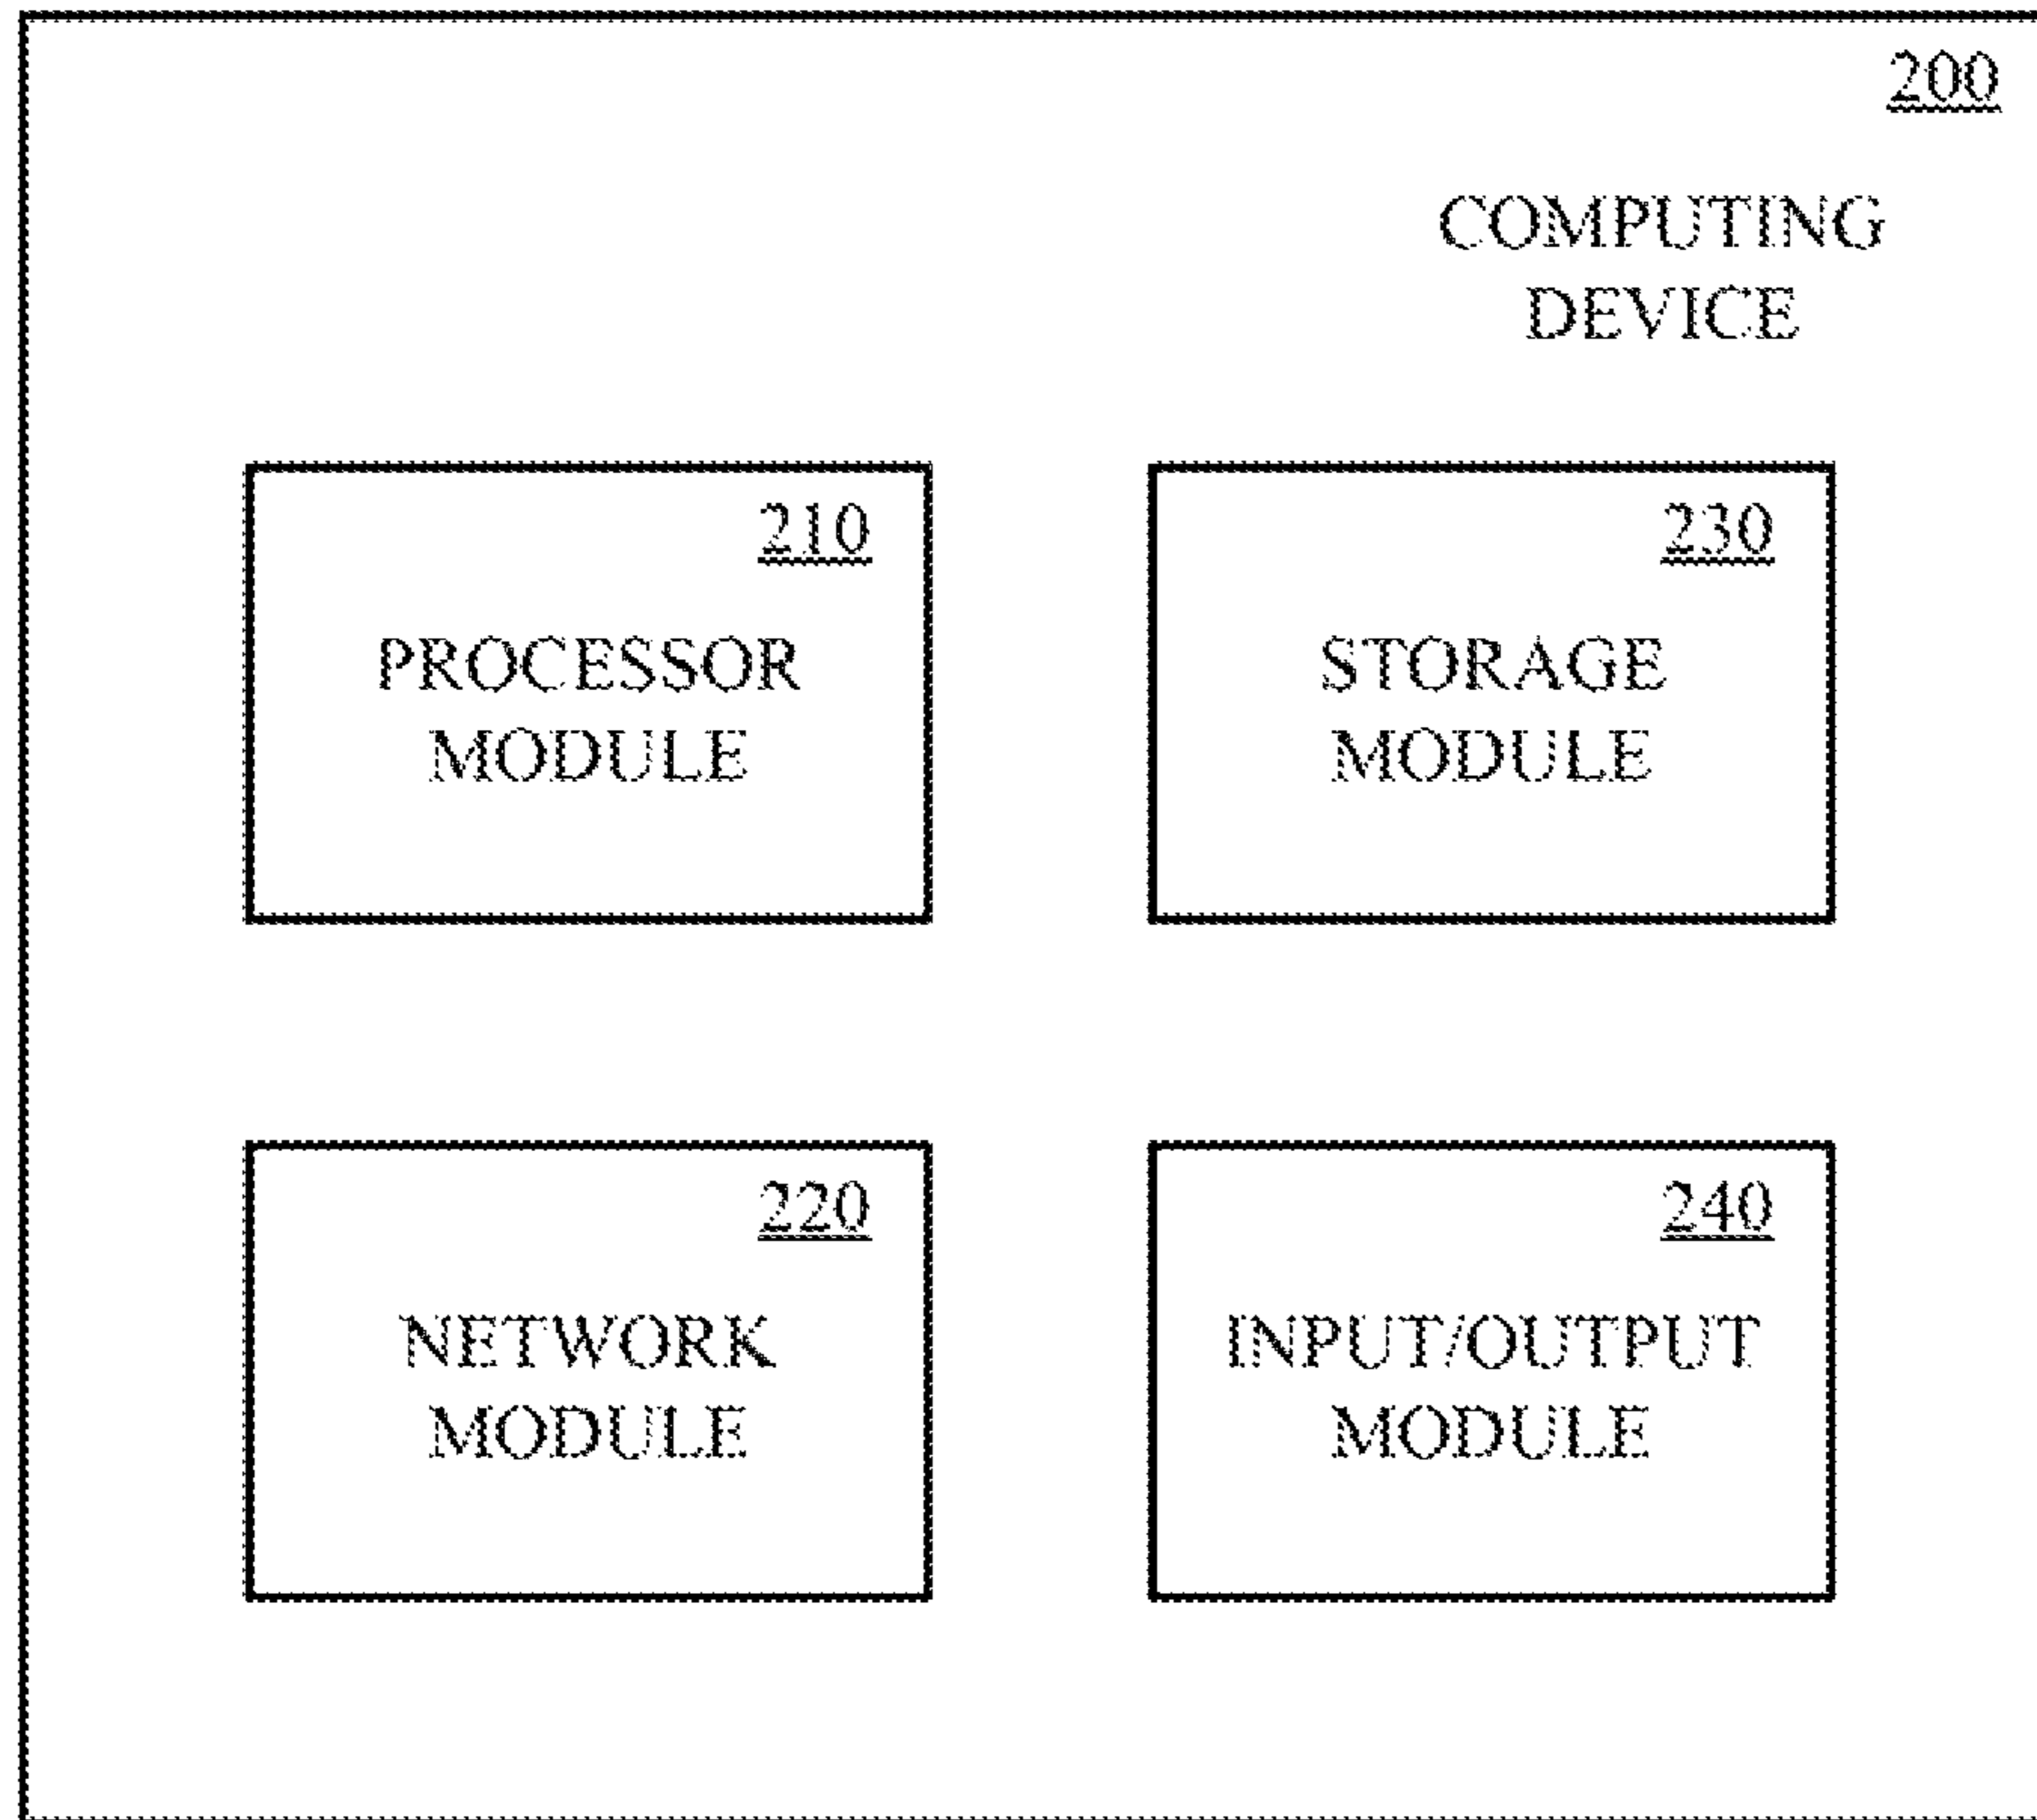 200
COMPUTING
DEVICE
210
PROCESSOR
MODULE
230
STORAGE
MODULE
220
NETWORK
MODULE
240
INPUT/OUTPUT
MODULE